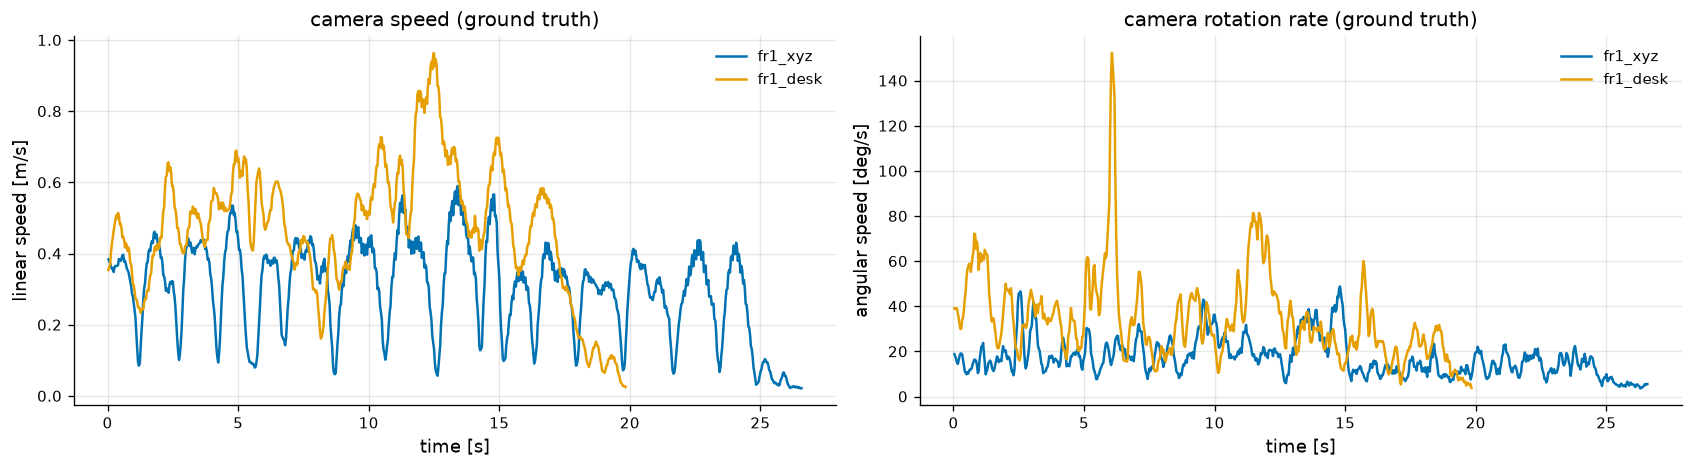 camera speed (ground truth)
linear speed [m/s]
1.0
0.8
0.6
0.4
0.2
0.0
0
5
10
15
20
25
time [s]
fr1_xyz
fr1_desk
camera rotation rate (ground truth)
angular speed [deg/s]
140
120
100
80
60
40
20
0
0
5
10
15
20
25
time [s]
fr1_xyz
fr1_desk